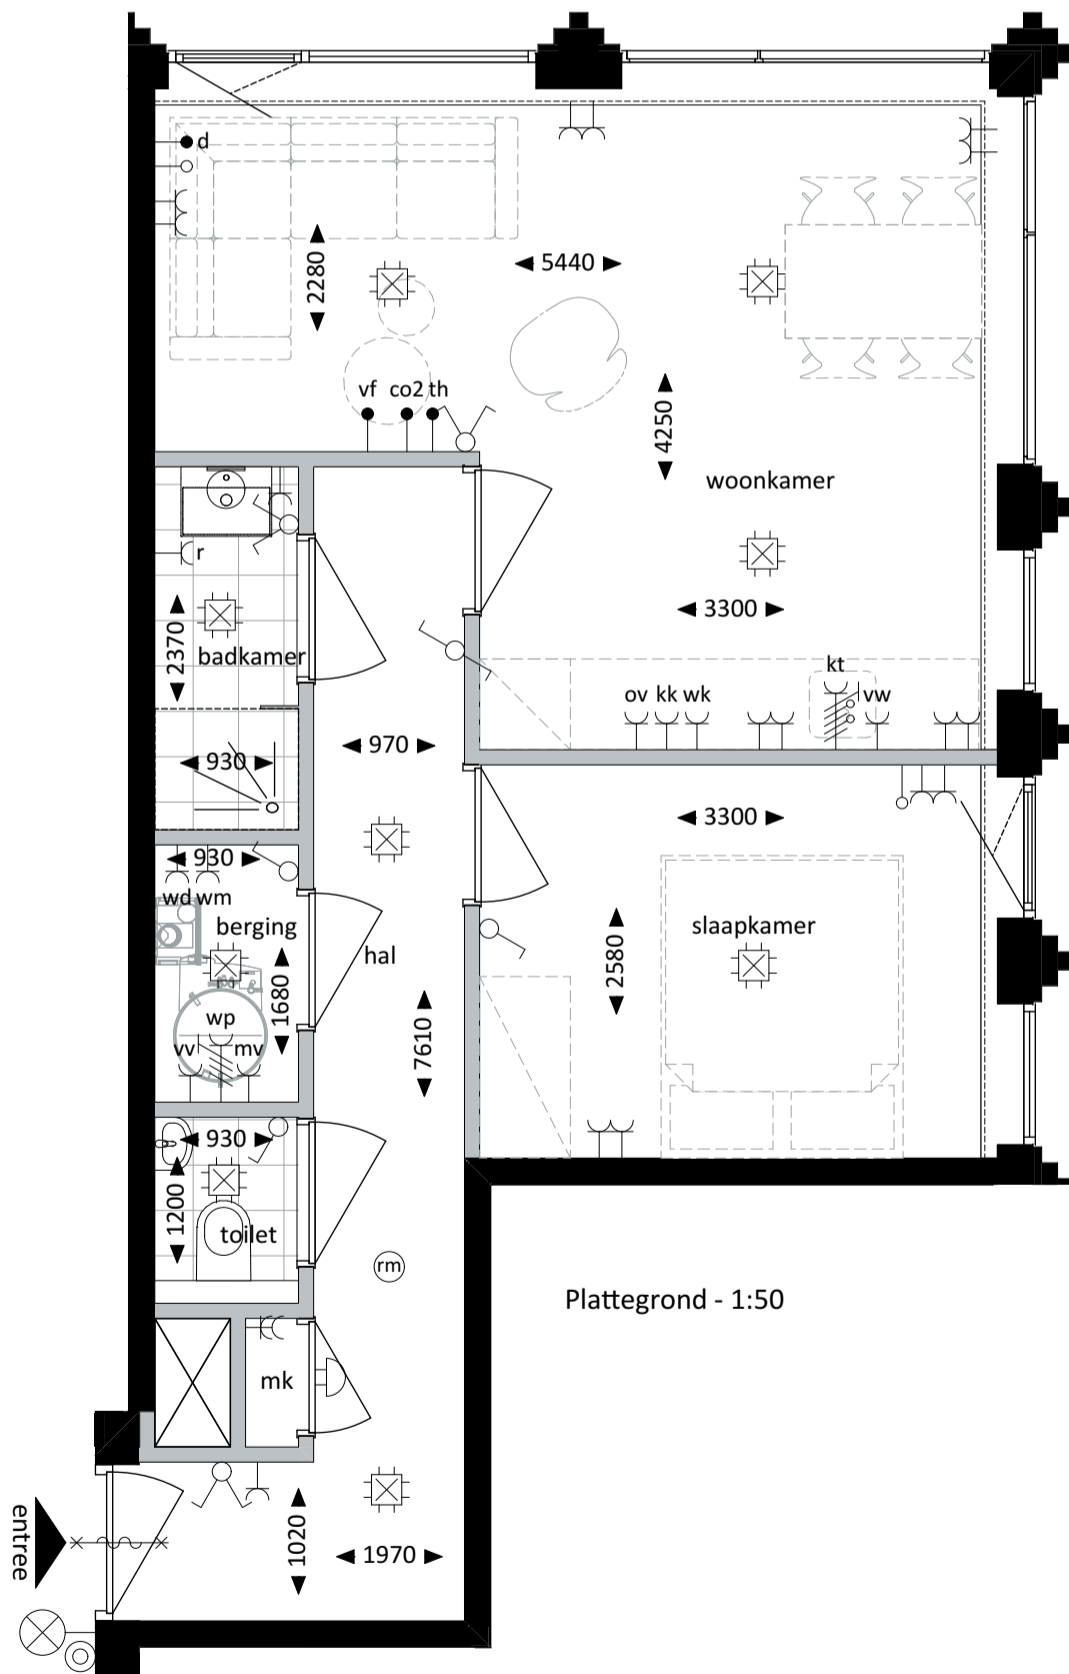 d
2280
5440
vf co2 th
4250
woonkamer
r
2370
badkamer
3300
kt
ov kk wk
vw
970
930
3300
930
wd wm
berging
hal
slaapkamer
2580
1680
wp
7610
vv
mv
930
1200
toilet
rm
Plattegrond - 1:50
mk
entree
1020
1970